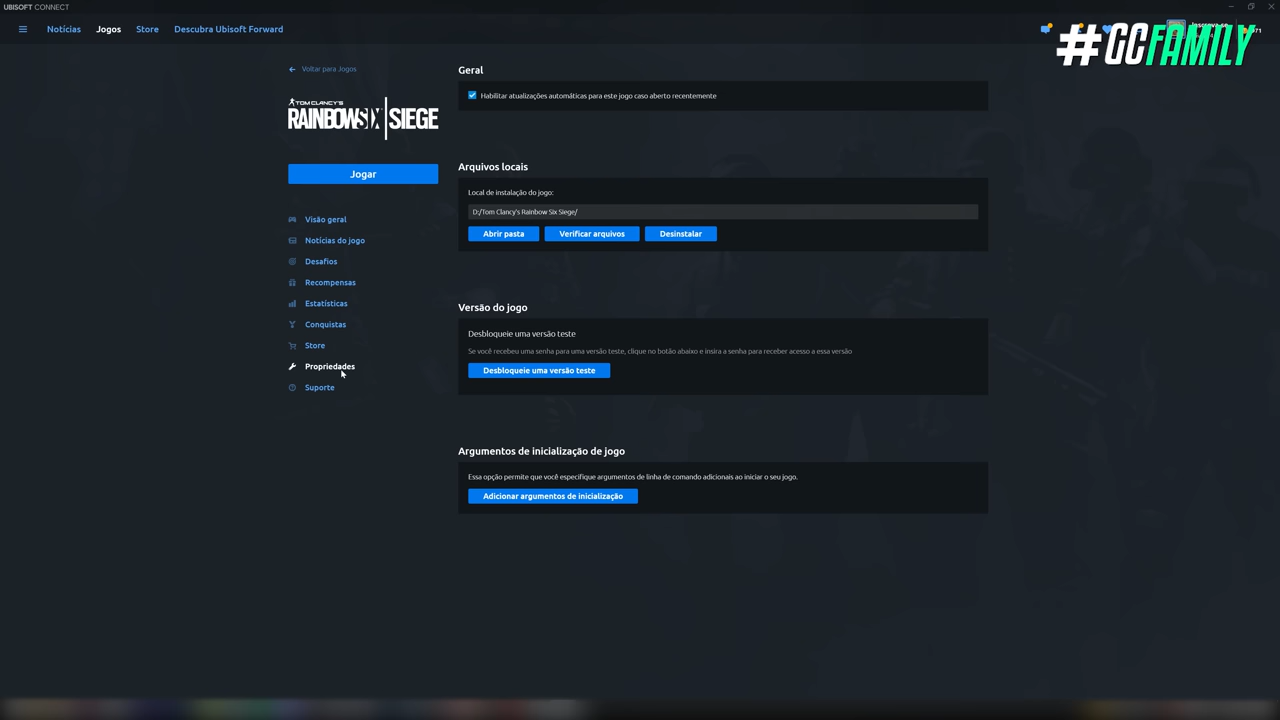 UBISOFT CONNECT
Notícias
Jogos
Store
Descubra Ubisoft Forward
#GCFAMILY
Voltar para Jogos
TOM CLANCY'S
RAINBOW SIX | SIEGE
Jogar
Visão geral
Notícias do jogo
Desafios
Recompensas
Estatísticas
Conquistas
Store
Propriedades
Suporte
Geral
Habilitar atualizações automáticas para este jogo caso aberto recentemente
Arquivos locais
Local de instalação do jogo:
D:/Tom Clancy's Rainbow Six Siege/
Abrir pasta
Verificar arquivos
Desinstalar
Versão do jogo
Desbloqueie uma versão teste
Se você recebeu uma senha para uma versão teste, clique no botão abaixo e insira a senha para receber acesso a essa versão
Desbloqueie uma versão teste
Argumentos de inicialização de jogo
Essa opção permite que você especifique argumentos de linha de comando adicionais ao iniciar o seu jogo.
Adicionar argumentos de inicialização